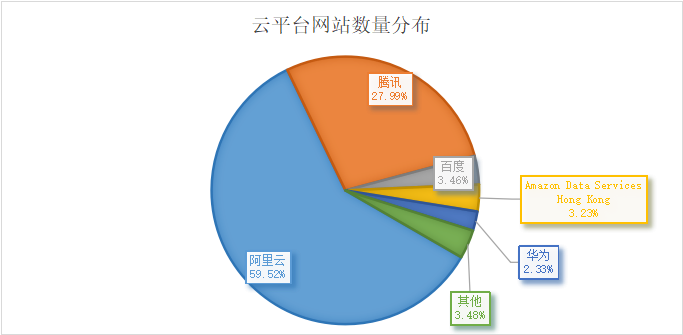 云平台网站数量分布
腾讯
27.99%
百度
3.46%
Amazon Data Services
Hong Kong
3.23%
华为
2.33%
其他
3.48%
阿里云
59.52%